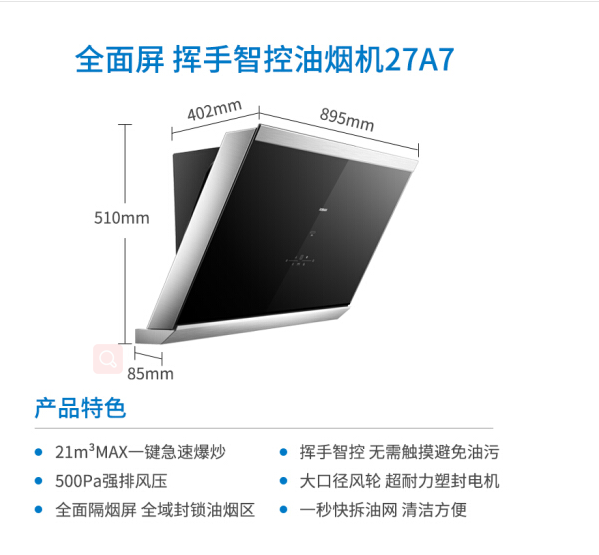 全面屏 挥手智控油烟机27A7
402mm
895mm
510mm
85mm
产品特色
21m³MAX一键急速爆炒
挥手智控 无需触摸避免油污
500Pa强排风压
大口径风轮 超耐力塑封电机
全面隔烟屏 全域封锁油烟区
一秒快拆油网 清洁方便